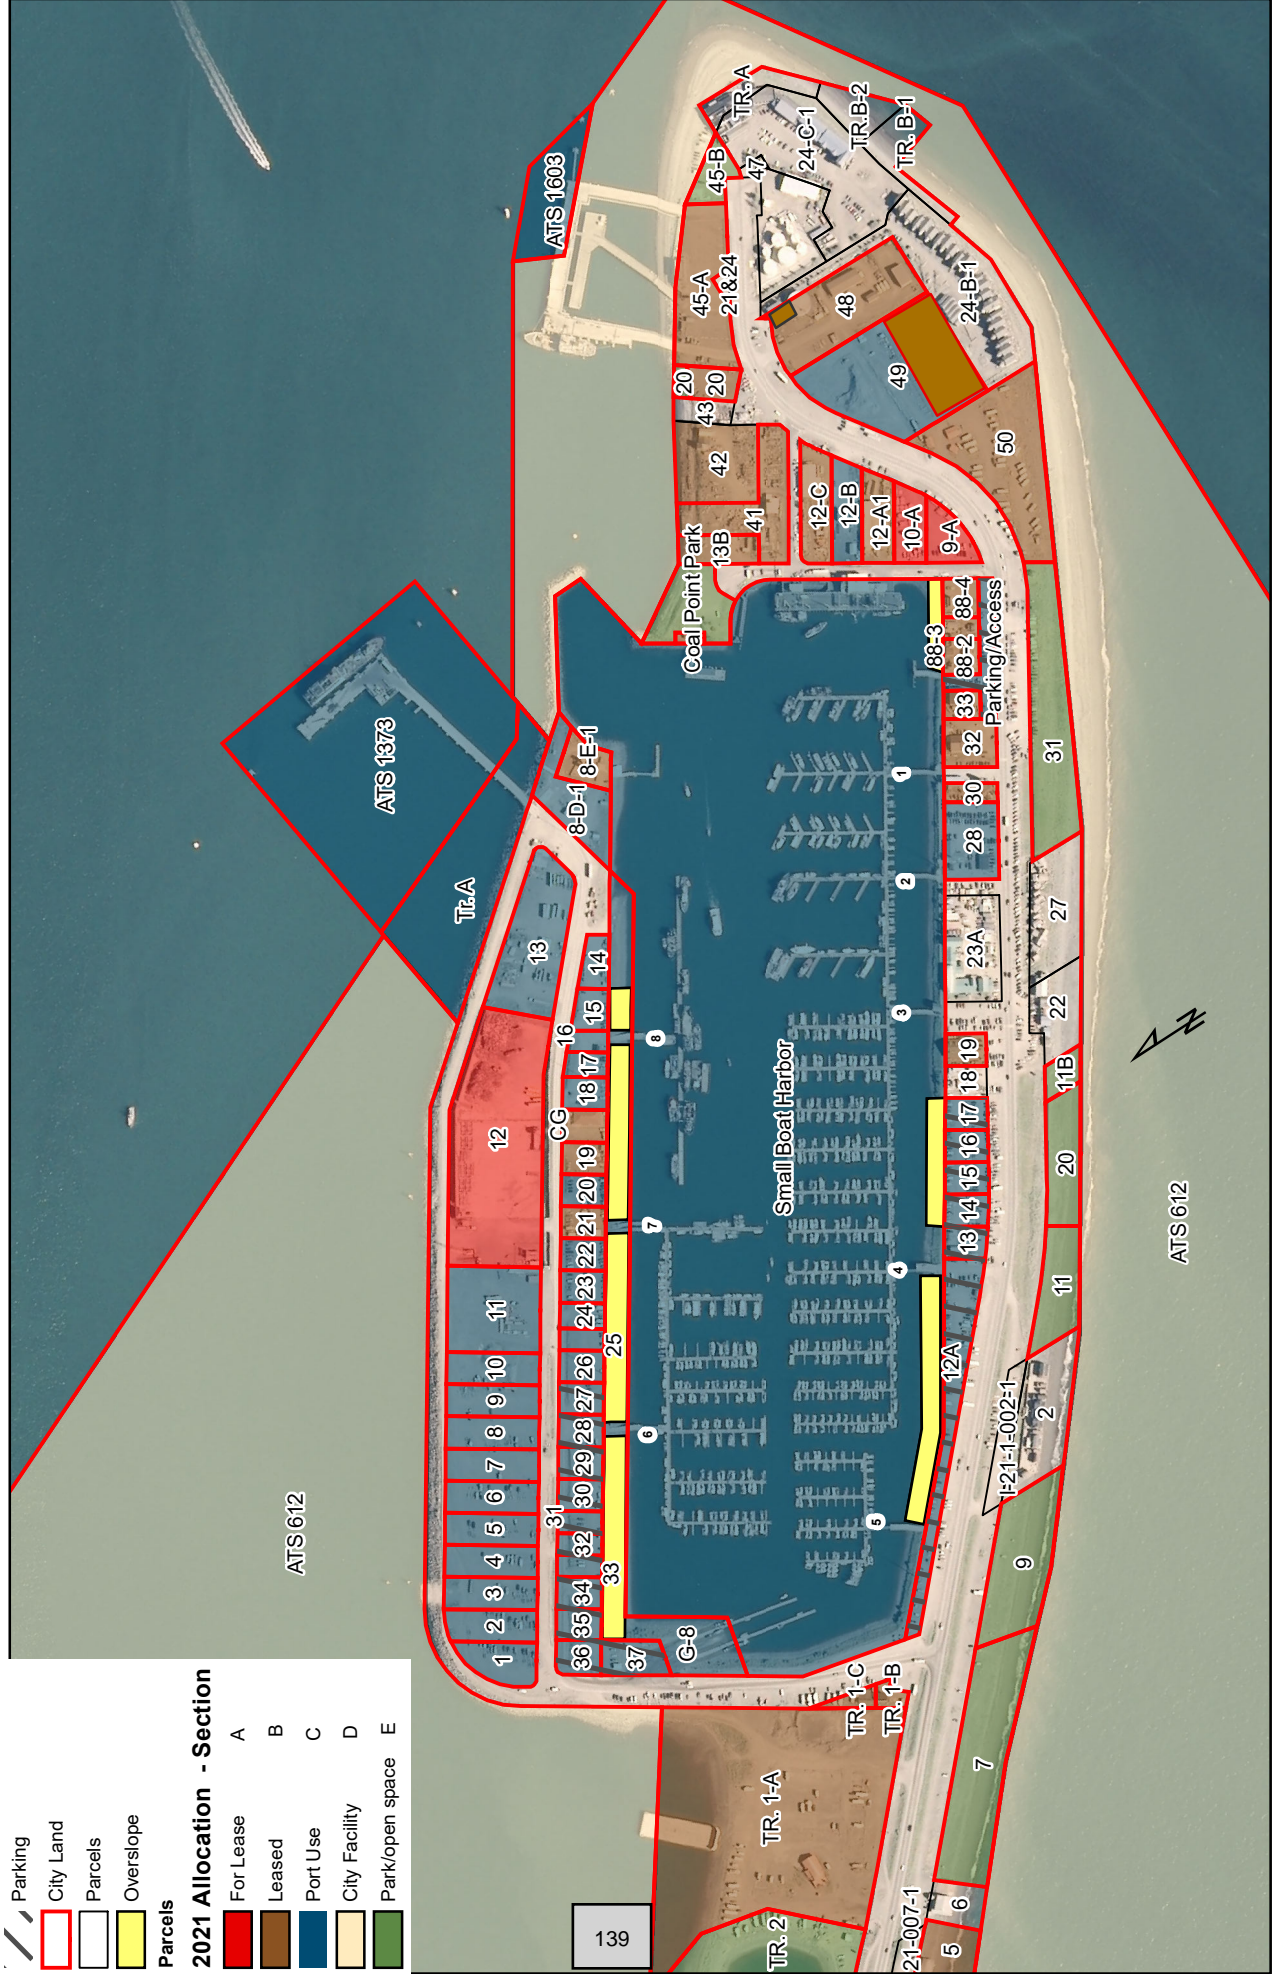 Parking
City Land
Parcels
Overslope
Parcels
2021 Allocation - Section
For Lease A
Leased B
Port Use C
City Facility D
Park/open space E
139
ATS 612
ATS 1373
Tr. A
ATS 1603
TR. A
TR.B-2
TR. B-1
24-C-1
47
45-B
45-A
21&24
20
20
43
42
41
13B
Coal Point Park
48
49
24-B-1
50
12-C
12-B
12-A1
10-A
9-A
88-4
88-3
88-2
Parking/Access
33
32
30
28
31
23A
27
22
19
18
17
16
15
14
13
12A
11B
20
11
I-21-1-002-1
2
9
7
6
5
21-007-1
ATS 612
Small Boat Harbor
1
2
3
4
5
6
7
8
8-E-1
8-D-1
13
14
15
16
17
18
CG
19
20
21
22
23
24
25
26
27
28
29
30
31
32
33
34
35
36
37
G-8
12
11
10
9
8
7
6
5
4
3
2
1
TR. 1-C
TR. 1-B
TR. 1-A
TR. 2
N